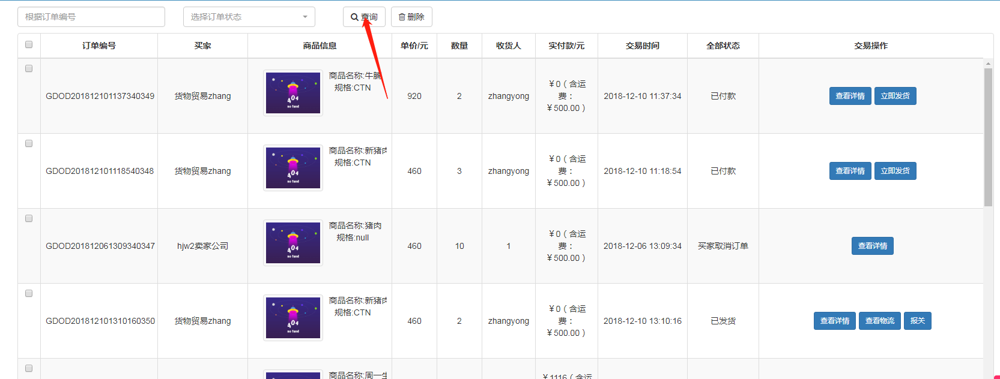 根据订单编号
选择订单状态
查询
删除
订单编号 买家 商品信息 单价/元 数量 收货人 实付款/元 交易时间 全部状态 交易操作
GDOD201812101137340349
货物贸易zhang
404
no fund
商品名称:牛腩
规格:CTN
920
2
zhangyong
￥0 ( 含运
费：
￥500.00 )
2018-12-10 11:37:34
已付款
查看详情
立即发货
GDOD201812101118540348
货物贸易zhang
404
no fund
商品名称:新猪肉
规格:CTN
460
3
zhangyong
￥0 ( 含运
费：
￥500.00 )
2018-12-10 11:18:54
已付款
查看详情
立即发货
GDOD201812061309340347
hjw2卖家公司
404
no fund
商品名称:猪肉
规格:null
460
10
1
￥0 ( 含运
费：
￥500.00 )
2018-12-06 13:09:34
买家取消订单
查看详情
GDOD201812101310160350
货物贸易zhang
404
no fund
商品名称:新猪肉
规格:CTN
460
2
zhangyong
￥0 ( 含运
费：
￥500.00 )
2018-12-10 13:10:16
已发货
查看详情
查看物流
报关
商品名称:周一生
￥1116 ( 含运